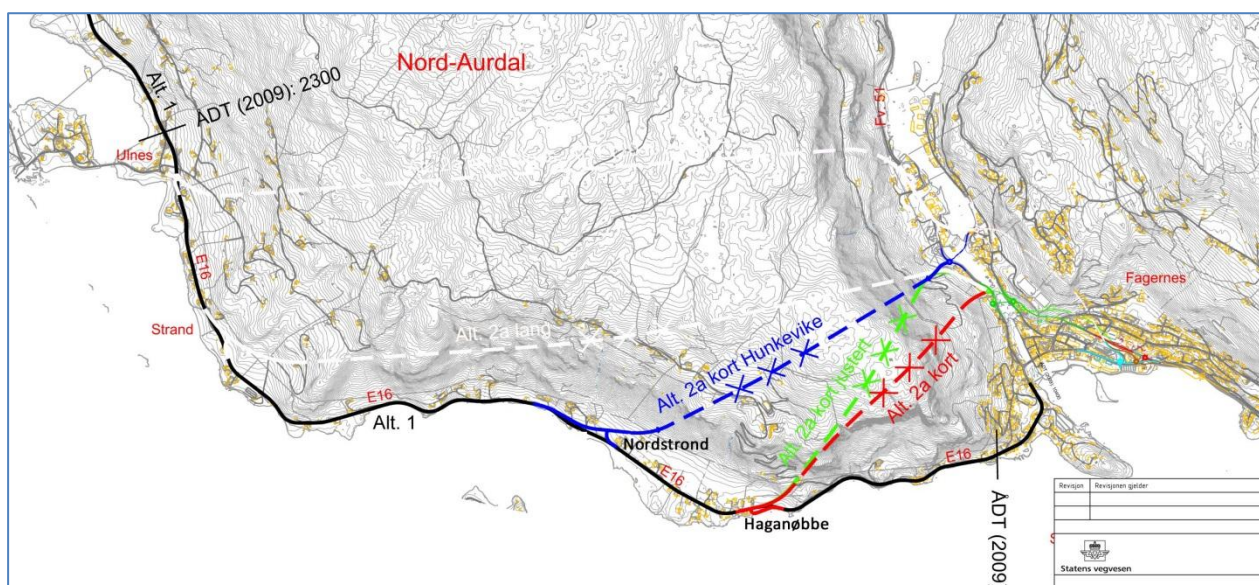 Nord-Aurdal
Alt. 1
ÅDT (2009): 2300
Fv. 51
Ulnes
Fagernes
E16
Strand
Alt. 2a lang
Alt. 2a kort Hunkevike
Alt. 2a kort justert
Alt. 2a kort
E16
Alt. 1
Nordstrond
E16
E16
Haganøbbe
ÅDT (2009)
Revisjon
Revisjonen gjelder
Statens vegvesen